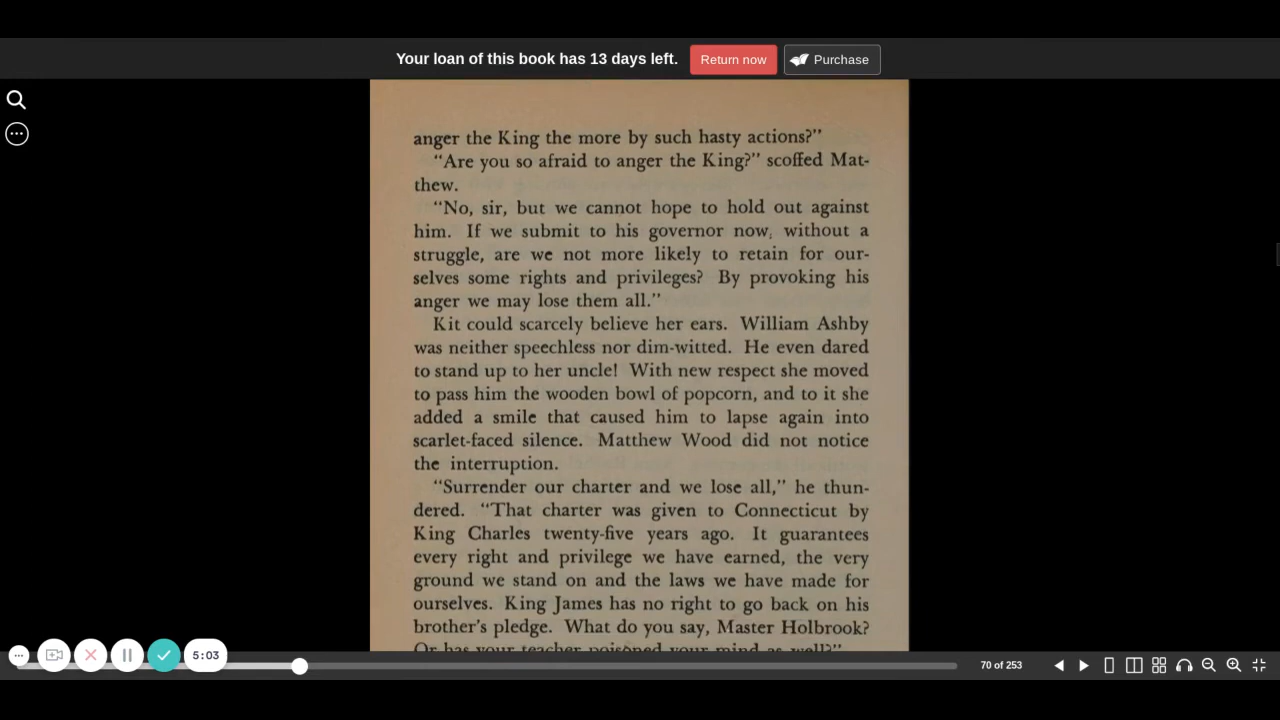 Your loan of this book has 13 days left. Return now Purchase
anger the King the more by such hasty actions?”
“Are you so afraid to anger the King?” scoffed Mat-
thew.
“No, sir, but we cannot hope to hold out against
him. If we submit to his governor now, without a
struggle, are we not more likely to retain for our-
selves some rights and privileges? By provoking his
anger we may lose them all.”
Kit could scarcely believe her ears. William Ashby
was neither speechless nor dim-witted. He even dared
to stand up to her uncle! With new respect she moved
to pass him the wooden bowl of popcorn, and to it she
added a smile that caused him to lapse again into
scarlet-faced silence. Matthew Wood did not notice
the interruption.
“Surrender our charter and we lose all,” he thun-
dered. “That charter was given to Connecticut by
King Charles twenty-five years ago. It guarantees
every right and privilege we have earned, the very
ground we stand on and the laws we have made for
ourselves. King James has no right to go back on his
brother's pledge. What do you say, Master Holbrook?
Or has your teacher poisoned your mind as well?”
5:03
70 of 253